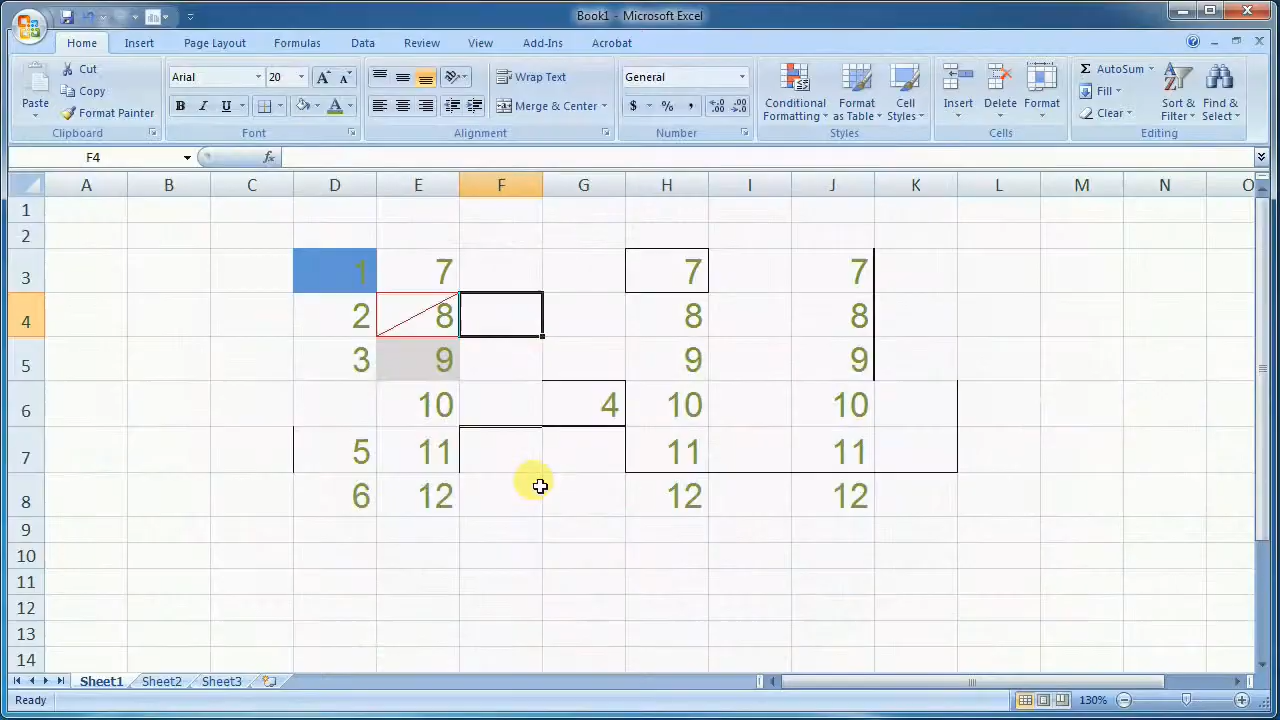 Book1 - Microsoft Excel
Home Insert Page Layout Formulas Data Review View Add-Ins Acrobat
Paste
Cut
Copy
Format Painter
Clipboard
Arial 20
B I U
Font
Wrap Text
Merge & Center
Alignment
General
$ % ,
Number
Conditional Formatting
Format as Table
Cell Styles
Styles
Insert
Delete
Format
Cells
Σ AutoSum
Fill
Clear
Sort & Filter
Find & Select
Editing
F4 fx
A B C D E F G H I J K L M N O
1
2
3 1 7 7 7
4 2 8 8 8
5 3 9 9 9
6 10 4 10 10
7 5 11 11 11
8 6 12 12 12
9
10
11
12
13
14
Sheet1 Sheet2 Sheet3
Ready 130%